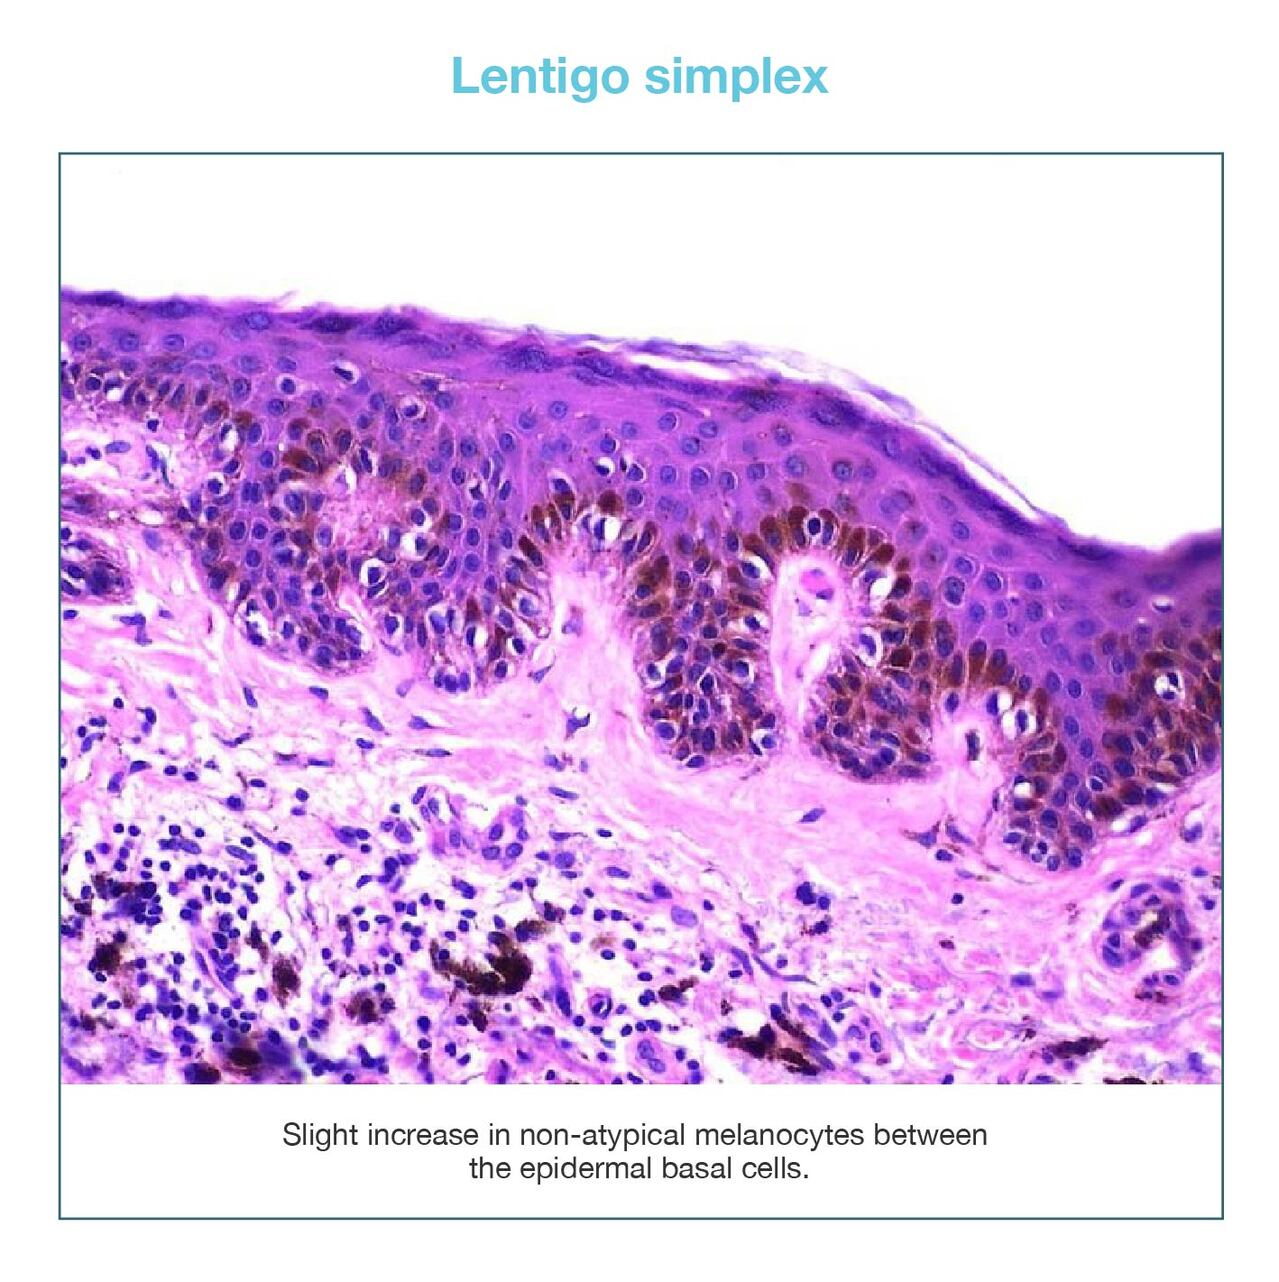 Lentigo simplex
Slight increase in non-atypical melanocytes between
the epidermal basal cells.